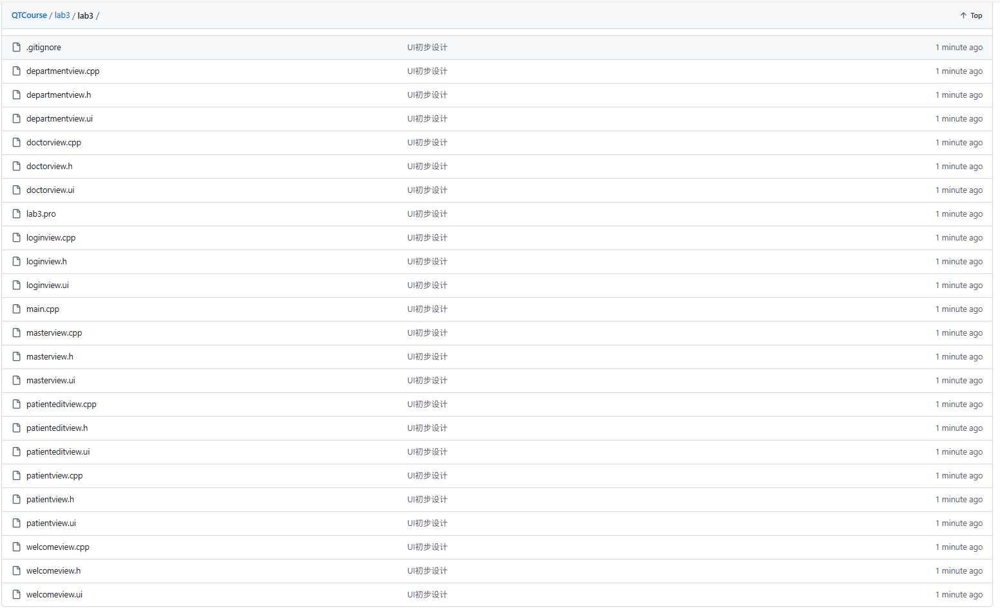 QTCourse / lab3 / lab3 / Top
.gitignore UI初步设计 1 minute ago
departmentview.cpp UI初步设计 1 minute ago
departmentview.h UI初步设计 1 minute ago
departmentview.ui UI初步设计 1 minute ago
doctorview.cpp UI初步设计 1 minute ago
doctorview.h UI初步设计 1 minute ago
doctorview.ui UI初步设计 1 minute ago
lab3.pro UI初步设计 1 minute ago
loginview.cpp UI初步设计 1 minute ago
loginview.h UI初步设计 1 minute ago
loginview.ui UI初步设计 1 minute ago
main.cpp UI初步设计 1 minute ago
masterview.cpp UI初步设计 1 minute ago
masterview.h UI初步设计 1 minute ago
masterview.ui UI初步设计 1 minute ago
patienteditview.cpp UI初步设计 1 minute ago
patienteditview.h UI初步设计 1 minute ago
patienteditview.ui UI初步设计 1 minute ago
patientview.cpp UI初步设计 1 minute ago
patientview.h UI初步设计 1 minute ago
patientview.ui UI初步设计 1 minute ago
welcomeview.cpp UI初步设计 1 minute ago
welcomeview.h UI初步设计 1 minute ago
welcomeview.ui UI初步设计 1 minute ago